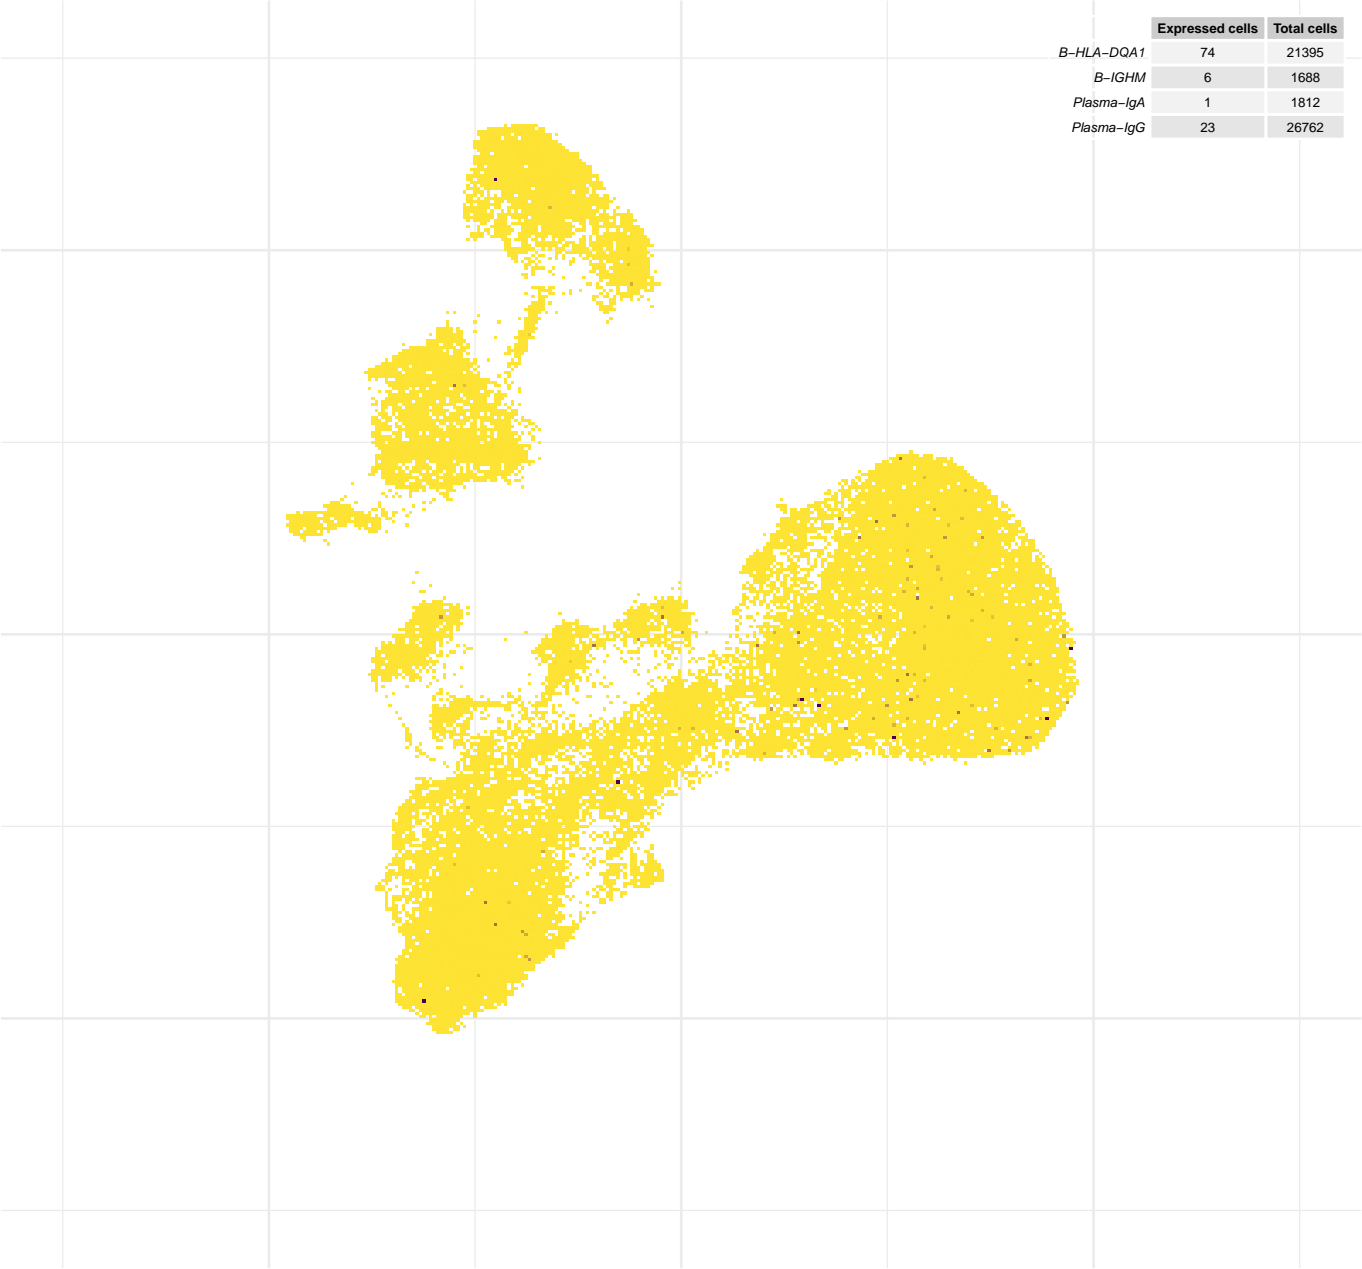 Expressed cells Total cells
B−HLA−DQA1 74 21395
B−IGHM 6 1688
Plasma−IgA 1 1812
Plasma−IgG 23 26762